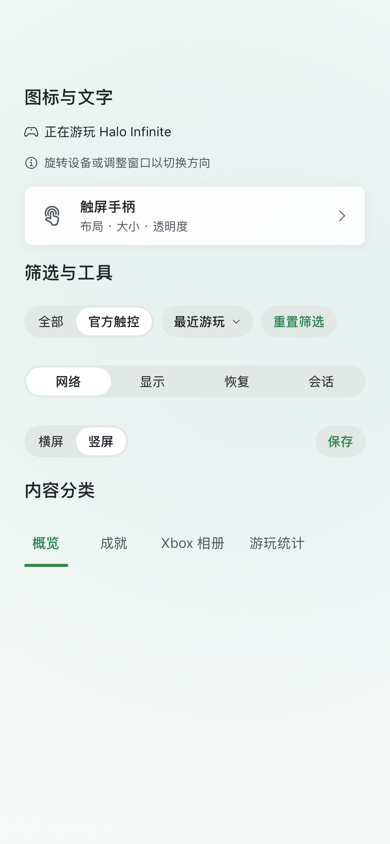 图标与文字
正在游玩 Halo Infinite
旋转设备或调整窗口以切换方向
触屏手柄
布局 · 大小 · 透明度
筛选与工具
全部 官方触控 最近游玩 重置筛选
网络 显示 恢复 会话
横屏 竖屏 保存
内容分类
概览 成就 Xbox 相册 游玩统计